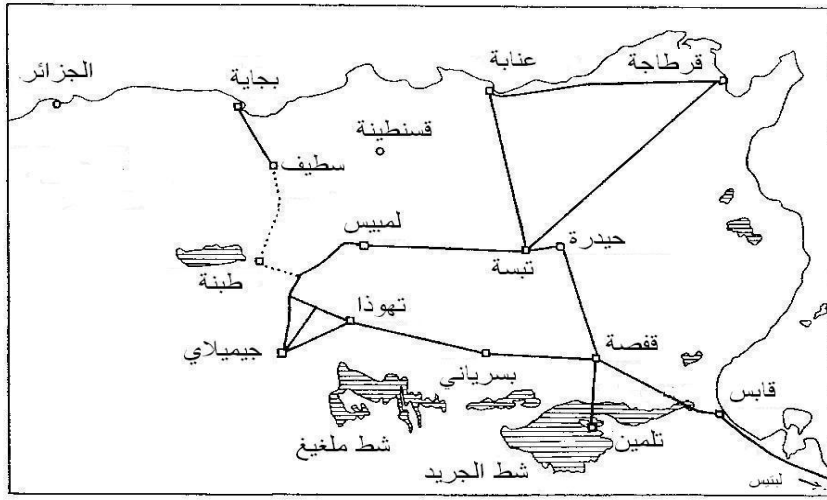 الجزائر
بجاية
عنابة
قرطاجة
قسنطينة
سطيف
لمبيس
حيدرة
تبسة
طبنة
تهوذا
جيميلاي
قفصة
بسرياني
قابس
شط ملغيغ
تلمين
شط الجريد
لبتيس